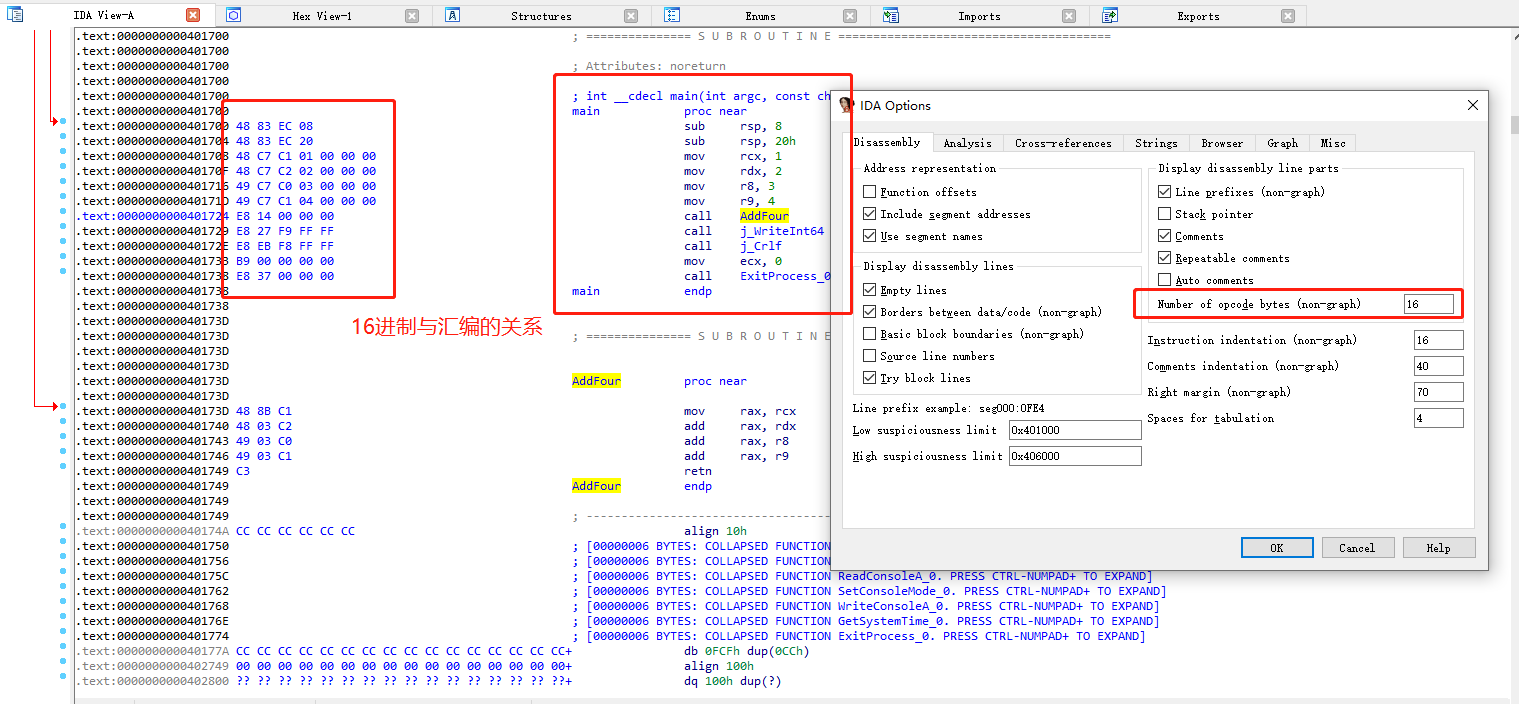 IDA View-A Hex View-1 Structures Enums Imports Exports
.text:0000000000401700 ; =============== S U B R O U T I N E =======================================
.text:0000000000401700
.text:0000000000401700 ; Attributes: noreturn
.text:0000000000401700
.text:0000000000401700 ; int __cdecl main(int argc, const ch
.text:0000000000401700 main proc near
.text:0000000000401700 48 83 EC 08 sub rsp, 8
.text:0000000000401704 48 83 EC 20 sub rsp, 20h
.text:0000000000401708 48 C7 C1 01 00 00 00 mov rcx, 1
.text:000000000040170F 48 C7 C2 02 00 00 00 mov rdx, 2
.text:0000000000401716 49 C7 C0 03 00 00 00 mov r8, 3
.text:000000000040171D 49 C7 C1 04 00 00 00 mov r9, 4
.text:0000000000401724 E8 14 00 00 00 call AddFour
.text:0000000000401729 E8 27 F9 FF FF call j_WriteInt64
.text:000000000040172E E8 EB F8 FF FF call j_Crlf
.text:0000000000401733 B9 00 00 00 00 mov ecx, 0
.text:0000000000401738 E8 37 00 00 00 call ExitProcess_0
.text:0000000000401738 main endp
.text:0000000000401738
.text:000000000040173D
16进制与汇编的关系
.text:000000000040173D ; =============== S U B R O U T I N E
.text:000000000040173D
.text:000000000040173D
.text:000000000040173D AddFour proc near
.text:000000000040173D
.text:000000000040173D 48 8B C1 mov rax, rcx
.text:0000000000401740 48 03 C2 add rax, rdx
.text:0000000000401743 49 03 C0 add rax, r8
.text:0000000000401746 49 03 C1 add rax, r9
.text:0000000000401749 C3 retn
.text:0000000000401749 AddFour endp
.text:0000000000401749
.text:0000000000401749 ; ---------------------------------
.text:000000000040174A CC CC CC CC CC CC align 10h
.text:0000000000401750 ; [00000006 BYTES: COLLAPSED FUNCTION
.text:0000000000401756 ; [00000006 BYTES: COLLAPSED FUNCTION
.text:000000000040175C ; [00000006 BYTES: COLLAPSED FUNCTION ReadConsoleA_0. PRESS CTRL-NUMPAD+ TO EXPAND]
.text:0000000000401762 ; [00000006 BYTES: COLLAPSED FUNCTION SetConsoleMode_0. PRESS CTRL-NUMPAD+ TO EXPAND]
.text:0000000000401768 ; [00000006 BYTES: COLLAPSED FUNCTION WriteConsoleA_0. PRESS CTRL-NUMPAD+ TO EXPAND]
.text:000000000040176E ; [00000006 BYTES: COLLAPSED FUNCTION GetSystemTime_0. PRESS CTRL-NUMPAD+ TO EXPAND]
.text:0000000000401774 ; [00000006 BYTES: COLLAPSED FUNCTION ExitProcess_0. PRESS CTRL-NUMPAD+ TO EXPAND]
.text:000000000040177A CC CC CC CC CC CC CC CC CC CC CC CC CC CC CC CC+ db 0FCFh dup(0CCh)
.text:0000000000402749 00 00 00 00 00 00 00 00 00 00 00 00 00 00 00 00+ align 100h
.text:0000000000402800 ?? ?? ?? ?? ?? ?? ?? ?? ?? ?? ?? ?? ?? ?? ?? ??+ dq 100h dup(?)
IDA Options
Disassembly Analysis Cross-references Strings Browser Graph Misc
Address representation
Function offsets
Include segment addresses
Use segment names
Display disassembly lines
Empty lines
Borders between data/code (non-graph)
Basic block boundaries (non-graph)
Source line numbers
Try block lines
Line prefix example: seg000:0FE4
Low suspiciousness limit 0x401000
High suspiciousness limit 0x406000
Display disassembly line parts
Line prefixes (non-graph)
Stack pointer
Comments
Repeatable comments
Auto comments
Number of opcode bytes (non-graph) 16
Instruction indentation (non-graph) 16
Comments indentation (non-graph) 40
Right margin (non-graph) 70
Spaces for tabulation 4
OK Cancel Help